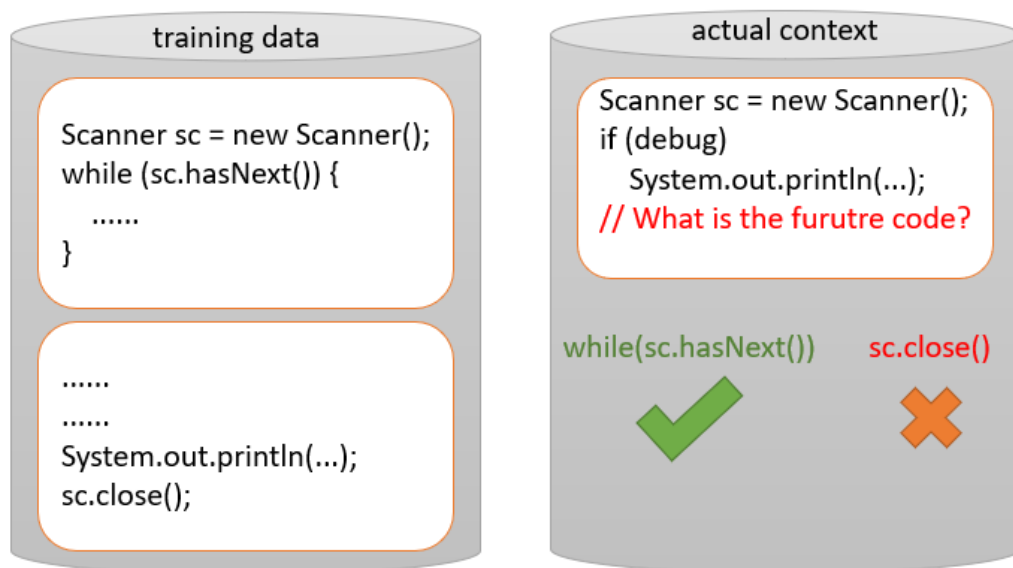 training data
Scanner sc = new Scanner();
while (sc.hasNext()) {
......
}
......
......
System.out.println(...);
sc.close();
actual context
Scanner sc = new Scanner();
if (debug)
System.out.println(...);
// What is the furutre code?
while(sc.hasNext())
sc.close()